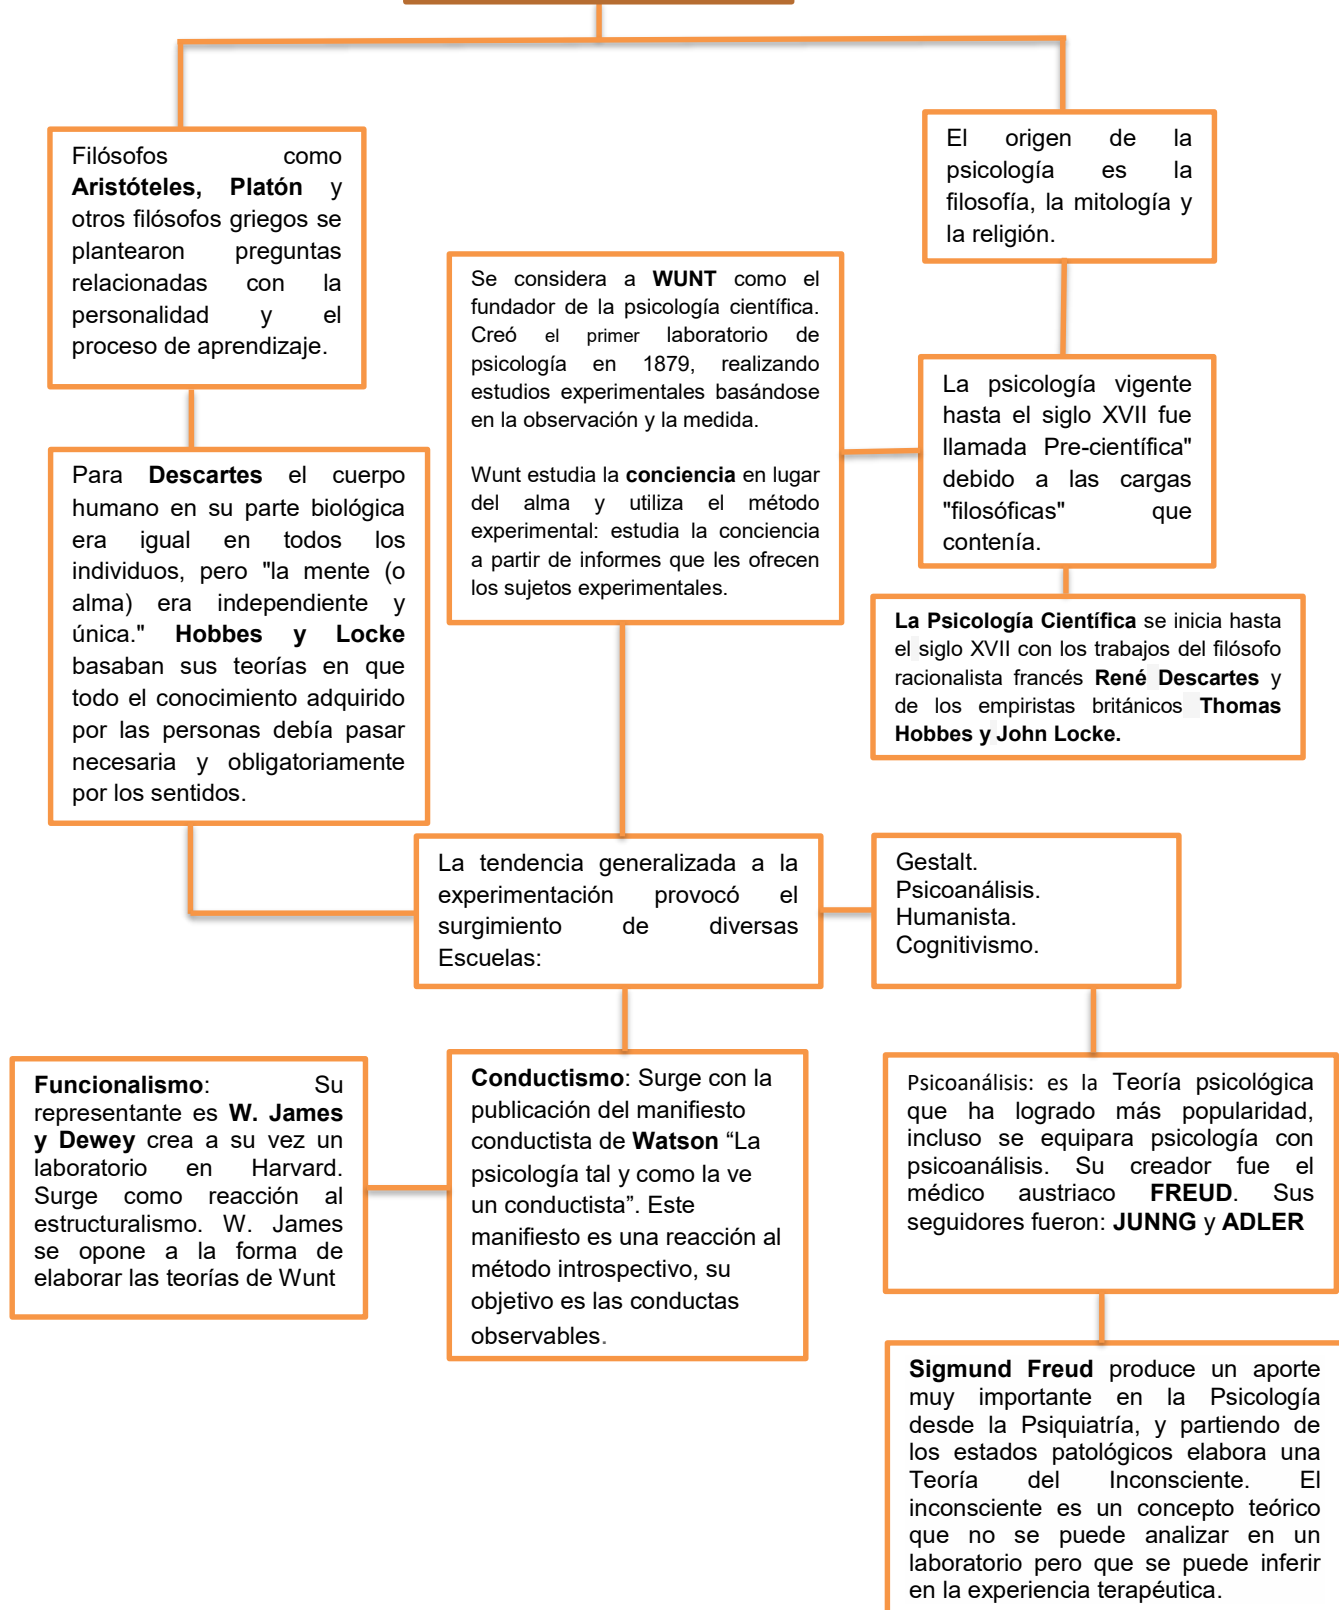 Filósofos como
Aristóteles, Platón y
otros filósofos griegos se
plantearon preguntas
relacionadas con la
personalidad y el
proceso de aprendizaje.
El origen de la
psicología es la
filosofía, la mitología y
la religión.
Se considera a WUNT como el
fundador de la psicología científica.
Creó el primer laboratorio de
psicología en 1879, realizando
estudios experimentales basándose
en la observación y la medida.
Wunt estudia la conciencia en lugar
del alma y utiliza el método
experimental: estudia la conciencia
a partir de informes que les ofrecen
los sujetos experimentales.
La psicología vigente
hasta el siglo XVII fue
llamada Pre-científica"
debido a las cargas
"filosóficas" que
contenía.
Para Descartes el cuerpo
humano en su parte biológica
era igual en todos los
individuos, pero "la mente (o
alma) era independiente y
única." Hobbes y Locke
basaban sus teorías en que
todo el conocimiento adquirido
por las personas debía pasar
necesaria y obligatoriamente
por los sentidos.
La Psicología Científica se inicia hasta
el siglo XVII con los trabajos del filósofo
racionalista francés René Descartes y
de los empiristas británicos Thomas
Hobbes y John Locke.
La tendencia generalizada a la
experimentación provocó el
surgimiento de diversas
Escuelas:
Gestalt.
Psicoanálisis.
Humanista.
Cognitivismo.
Funcionalismo: Su
representante es W. James
y Dewey crea a su vez un
laboratorio en Harvard.
Surge como reacción al
estructuralismo. W. James
se opone a la forma de
elaborar las teorías de Wunt
Conductismo: Surge con la
publicación del manifiesto
conductista de Watson “La
psicología tal y como la ve
un conductista”. Este
manifiesto es una reacción al
método introspectivo, su
objetivo es las conductas
observables.
Psicoanálisis: es la Teoría psicológica
que ha logrado más popularidad,
incluso se equipara psicología con
psicoanálisis. Su creador fue el
médico austriaco FREUD. Sus
seguidores fueron: JUNNG y ADLER
Sigmund Freud produce un aporte
muy importante en la Psicología
desde la Psiquiatría, y partiendo de
los estados patológicos elabora una
Teoría del Inconsciente. El
inconsciente es un concepto teórico
que no se puede analizar en un
laboratorio pero que se puede inferir
en la experiencia terapéutica.